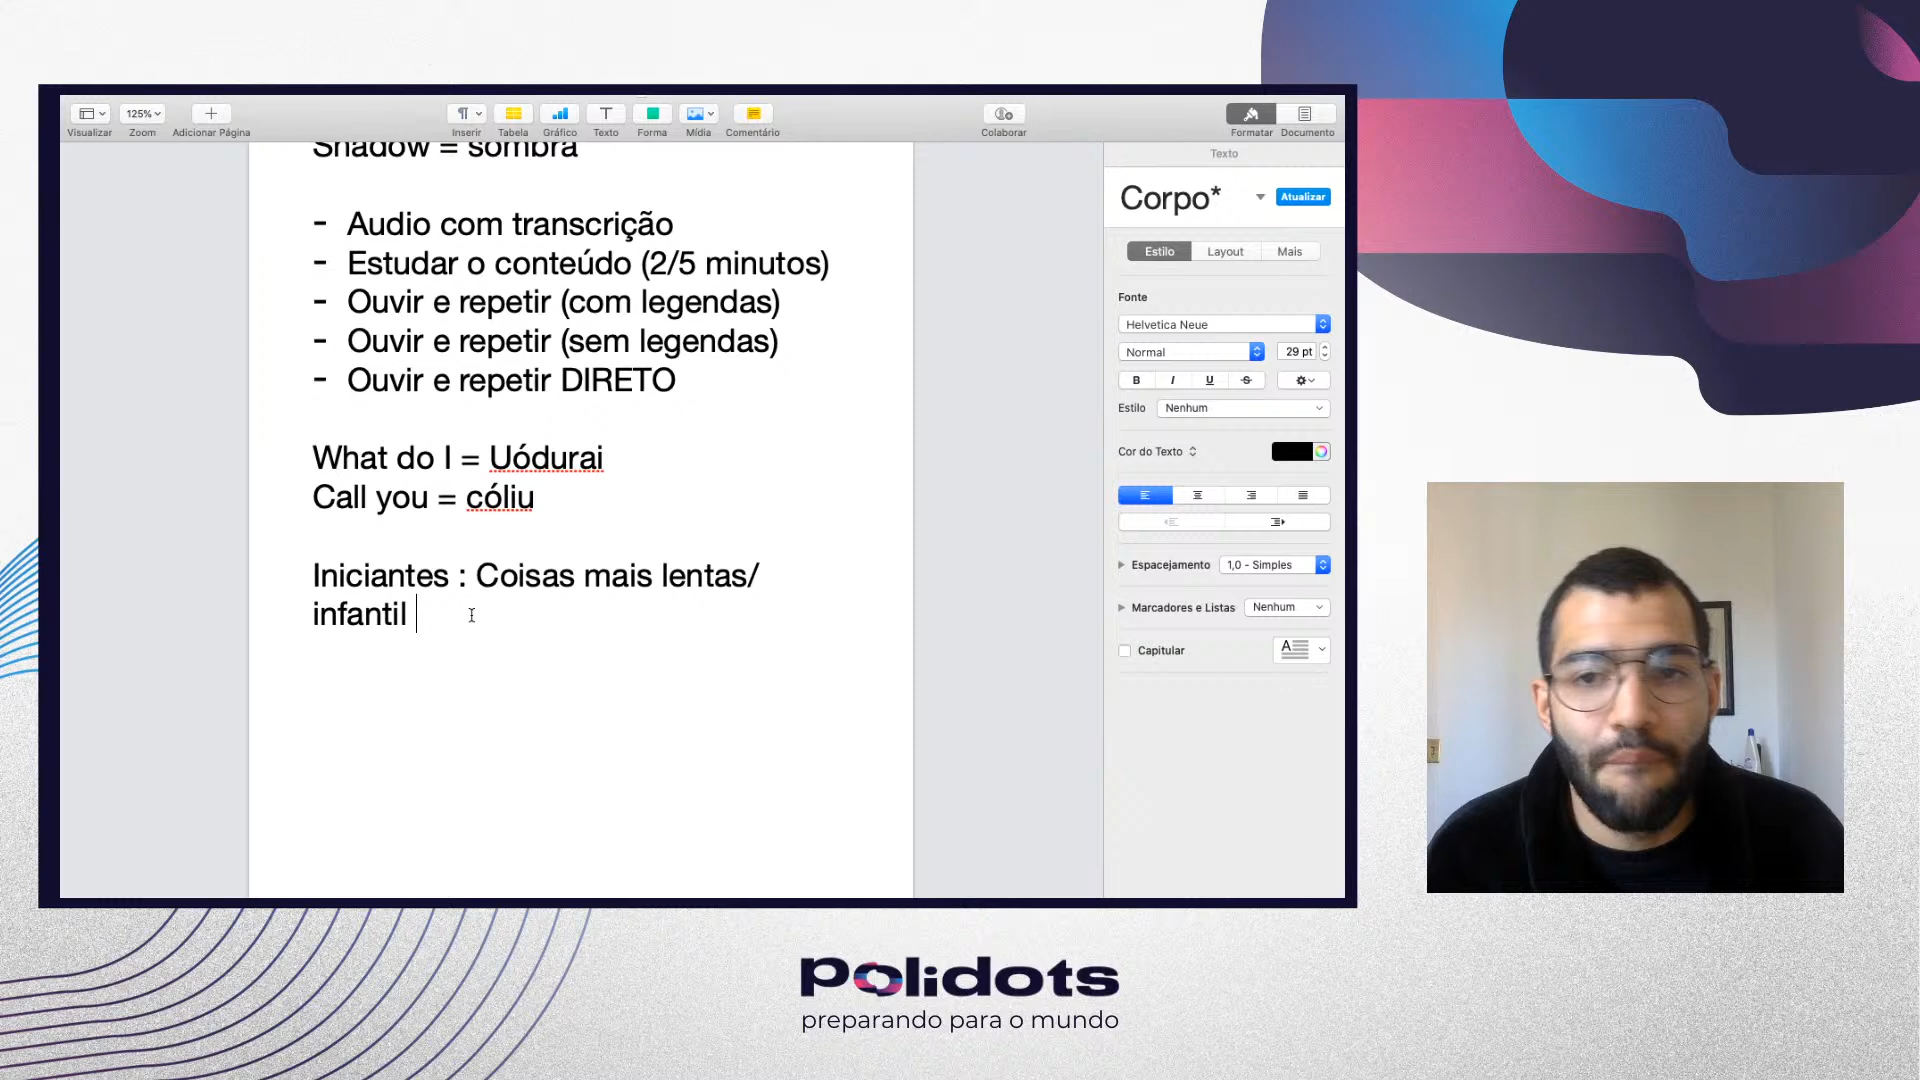 125%
Visualizar
Zoom
Adicionar Página
Inserir
Tabela
Gráfico
Texto
Forma
Mídia
Comentário
Colaborar
Formatar
Documento
Shadow = sombra
- Audio com transcrição
- Estudar o conteúdo (2/5 minutos)
- Ouvir e repetir (com legendas)
- Ouvir e repetir (sem legendas)
- Ouvir e repetir DIRETO
What do I = Uódurai
Call you = cóliu
Iniciantes : Coisas mais lentas/
infantil
Texto
Corpo*
Atualizar
Estilo Layout Mais
Fonte
Helvetica Neue
Normal 29 pt
B I U S
Estilo Nenhum
Cor do Texto
Espacejamento 1,0 - Simples
Marcadores e Listas Nenhum
Capitular A
polidots
preparando para o mundo